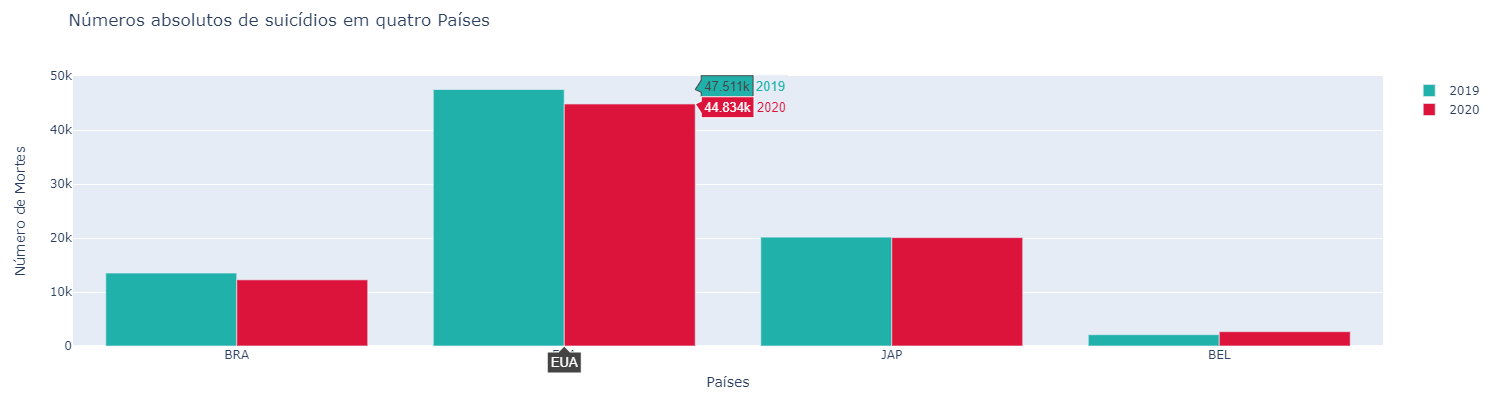 Números absolutos de suicídios em quatro Países
50k
40k
30k
20k
10k
0
Número de Mortes
47.511k 2019
44.834k 2020
2019
2020
BRA
EUA
JAP
BEL
Países